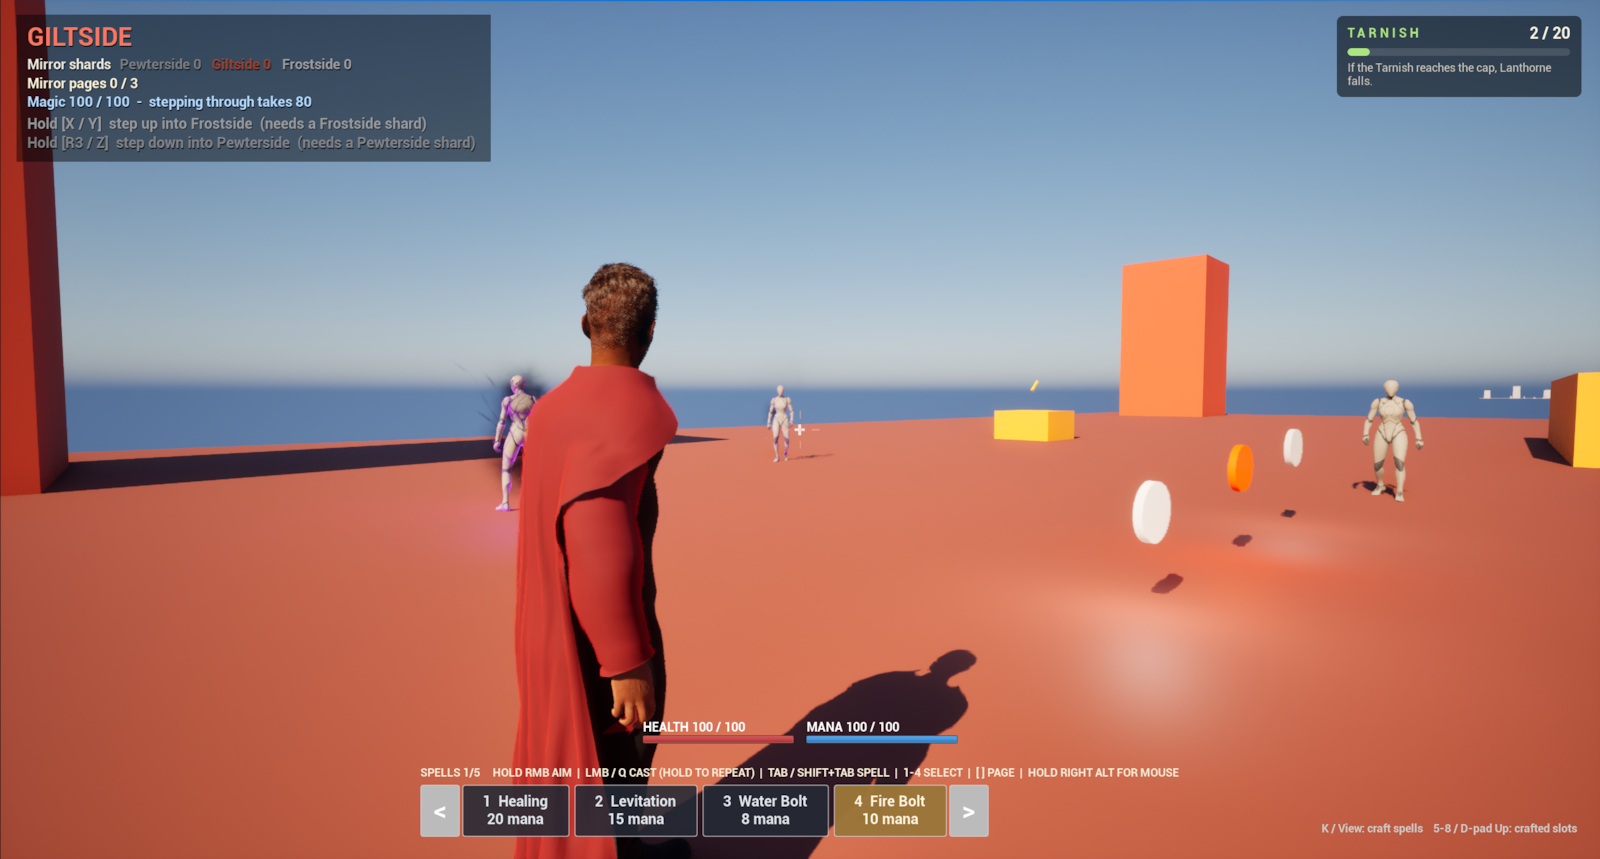 GILTSIDE
Mirror shards Pewterside 0 Giltside 0 Frostside 0
Mirror pages 0 / 3
Magic 100 / 100 - stepping through takes 80
Hold [X / Y] step up into Frostside (needs a Frostside shard)
Hold [R3 / Z] step down into Pewterside (needs a Pewterside shard)
TARNISH 2 / 20
If the Tarnish reaches the cap, Lanthorne
falls.
HEALTH 100 / 100 MANA 100 / 100
SPELLS 1/5 HOLD RMB AIM | LMB / Q CAST (HOLD TO REPEAT) | TAB / SHIFT+TAB SPELL | 1-4 SELECT | [ ] PAGE | HOLD RIGHT ALT FOR MOUSE
< 1 Healing 2 Levitation 3 Water Bolt 4 Fire Bolt >
20 mana 15 mana 8 mana 10 mana
K / View: craft spells 5-8 / D-pad Up: crafted slots